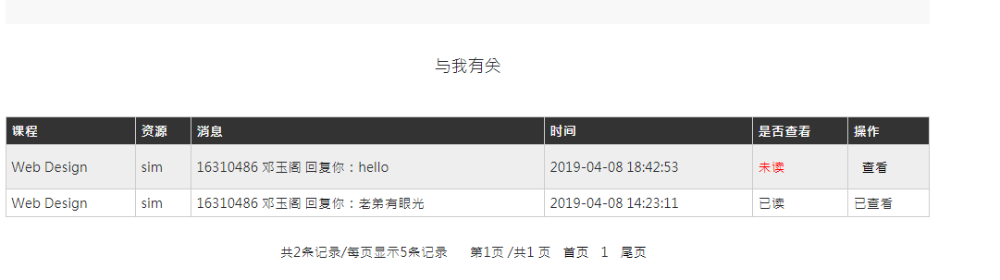 与我有关
课程 资源 消息 时间 是否查看 操作
Web Design sim 16310486 邓玉阁 回复你：hello 2019-04-08 18:42:53 未读 查看
Web Design sim 16310486 邓玉阁 回复你：老弟有眼光 2019-04-08 14:23:11 已读 已查看
共2条记录/每页显示5条记录 第1页 /共1 页 首页 1 尾页